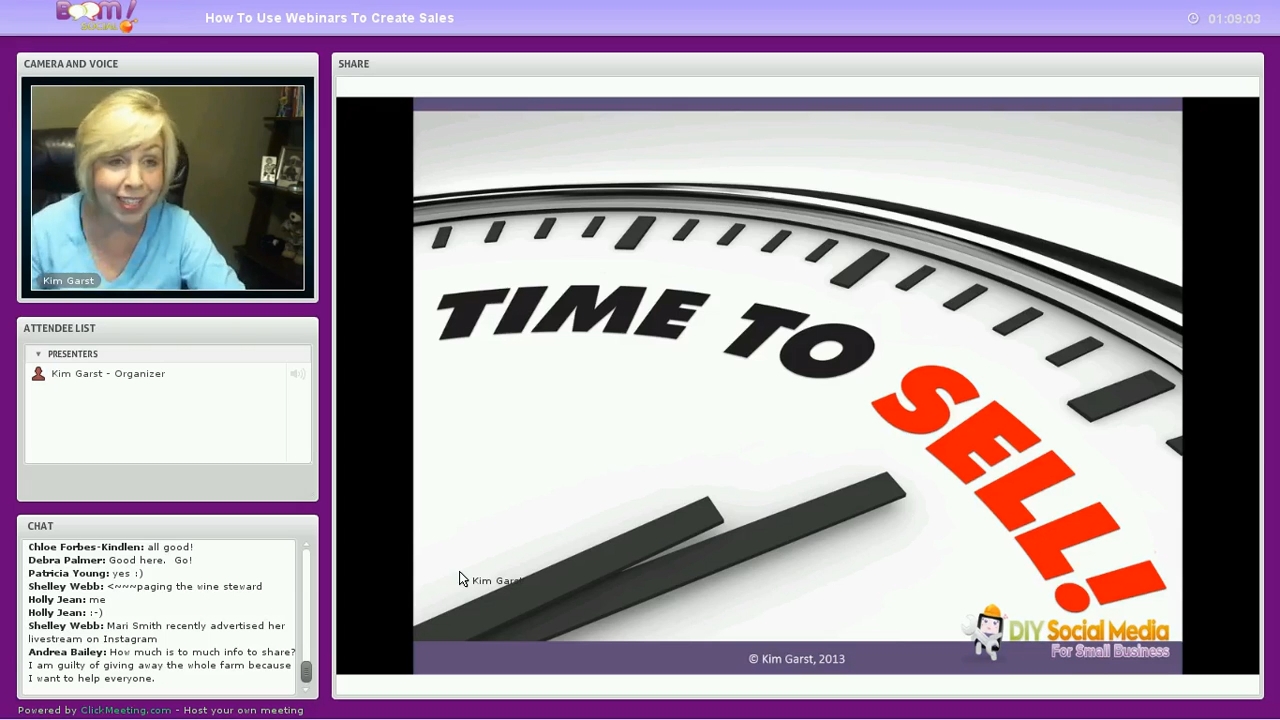 BOOM!
SOCIAL
How To Use Webinars To Create Sales
01:09:03
CAMERA AND VOICE
Kim Garst
ATTENDEE LIST
PRESENTERS
Kim Garst - Organizer
CHAT
Chloe Forbes-Kindlen: all good!
Debra Palmer: Good here. Go!
Patricia Young: yes :)
Shelley Webb: <~~~paging the wine steward
Holly Jean: me
Holly Jean: :-)
Shelley Webb: Mari Smith recently advertised her
livestream on Instagram
Andrea Bailey: How much is to much info to share?
I am guilty of giving away the whole farm because
I want to help everyone.
Powered by ClickMeeting.com - Host your own meeting
SHARE
TIME TO SELL!
Kim Garst
DIY Social Media
For Small Business
© Kim Garst, 2013